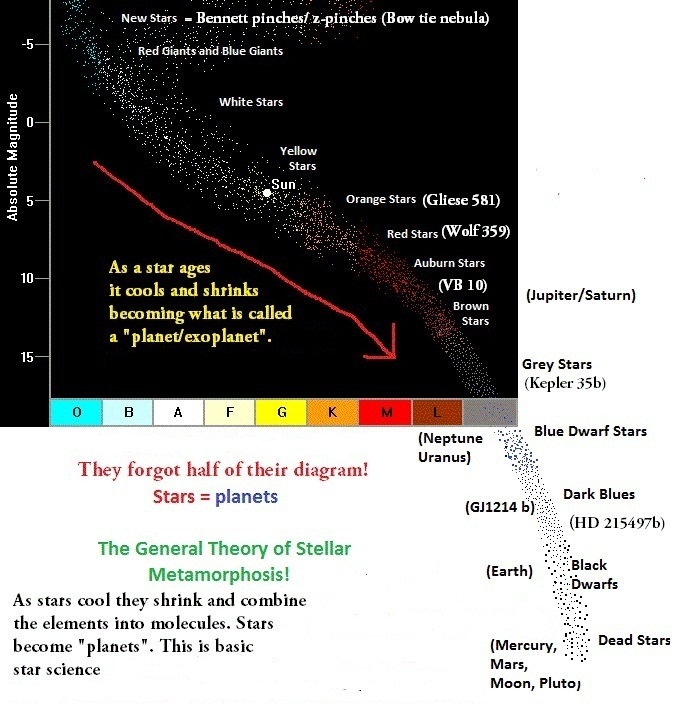 New Stars = Bennett pinches/ z-pinches (Bow tie nebula)
-5
Red Giants and Blue Giants
White Stars
0
Absolute Magnitude
Yellow
Stars
Sun
5
Orange Stars (Gliese 581)
Red Stars (Wolf 359)
As a star ages
it cools and shrinks
becoming what is called
a "planet/exoplanet".
Auburn Stars
(VB 10)
10
Brown
Stars
(Jupiter/Saturn)
15
Grey Stars
(Kepler 35b)
O B A F G K M L
(Neptune
Uranus)
Blue Dwarf Stars
They forgot half of their diagram!
Stars = planets
(GJ1214 b)
Dark Blues
(HD 215497b)
The General Theory of Stellar
Metamorphosis!
(Earth)
Black
Dwarfs
As stars cool they shrink and combine
the elements into molecules. Stars
become "planets". This is basic
star science
Dead Stars
(Mercury,
Mars,
Moon, Pluto)